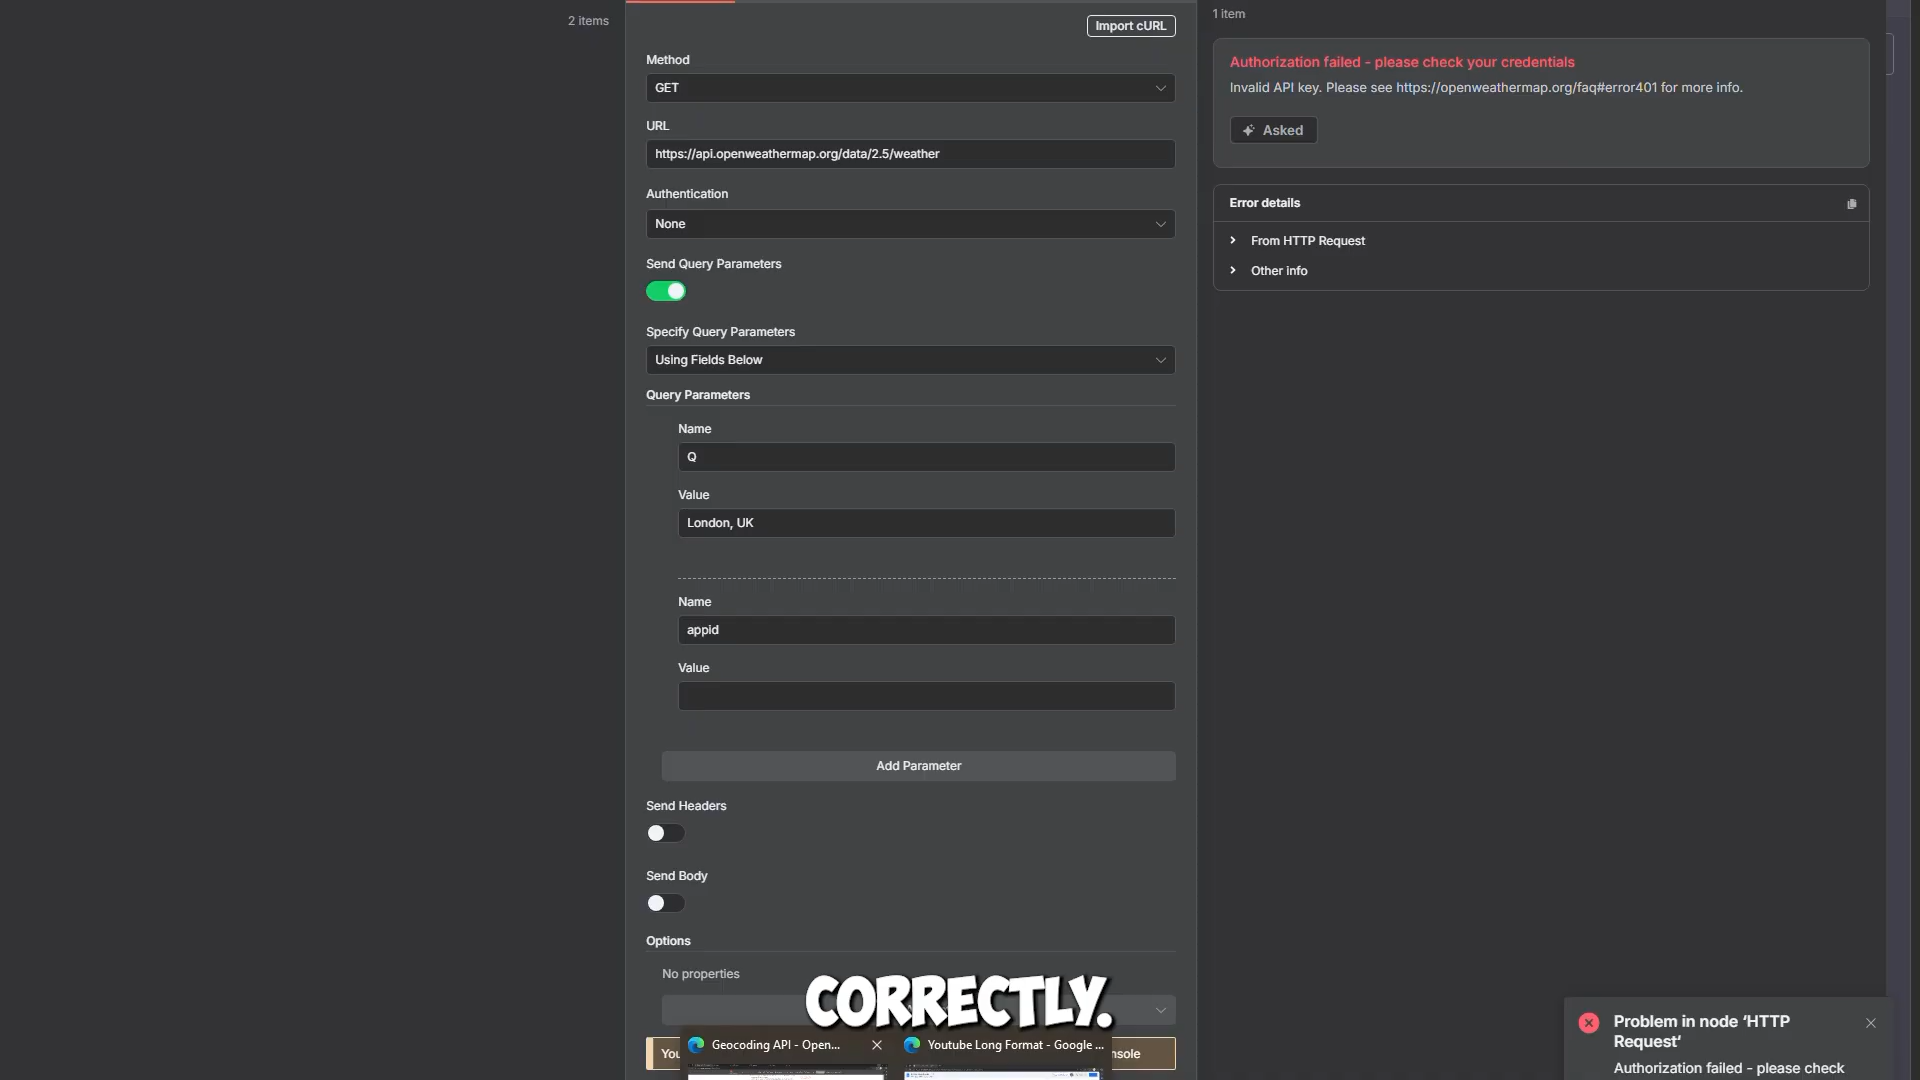 2 items
Import cURL
Method
GET
URL
https://api.openweathermap.org/data/2.5/weather
Authentication
None
Send Query Parameters
Specify Query Parameters
Using Fields Below
Query Parameters
Name
Q
Value
London, UK
Name
appid
Value
Add Parameter
Send Headers
Send Body
Options
No properties
CORRECTLY.
You
nsole
Geocoding API - Open...
Youtube Long Format - Google ...
1 item
Authorization failed - please check your credentials
Invalid API key. Please see https://openweathermap.org/faq#error401 for more info.
Asked
Error details
From HTTP Request
Other info
Problem in node ‘HTTP
Request‘
Authorization failed - please check